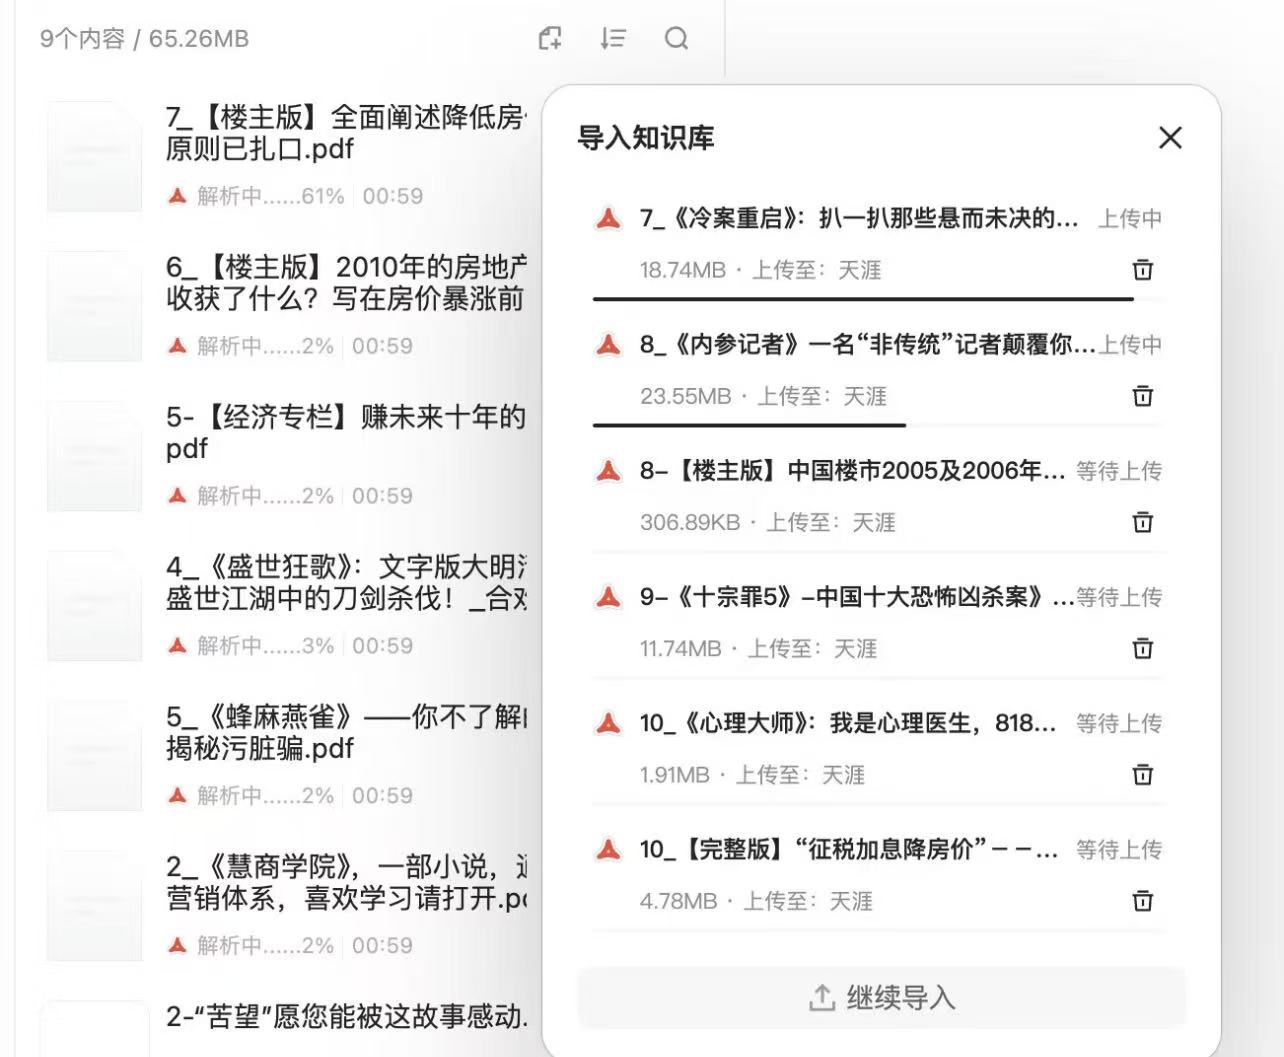 9个内容 / 65.26MB
7_【楼主版】全面阐述降低房
原则已扎口.pdf
解析中......61% | 00:59
6_【楼主版】2010年的房地产
收获了什么？写在房价暴涨前
解析中......2% | 00:59
5-【经济专栏】赚未来十年的
pdf
解析中......2% | 00:59
4_《盛世狂歌》：文字版大明
盛世江湖中的刀剑杀伐！_合
解析中......3% | 00:59
5_《蜂麻燕雀》——你不了解
揭秘污脏骗.pdf
解析中......2% | 00:59
2_《慧商学院》，一部小说，
营销体系，喜欢学习请打开.p
解析中......2% | 00:59
2-“苦望”愿您能被这故事感动.
导入知识库
7_《冷案重启》：扒一扒那些悬而未决的... 上传中
18.74MB · 上传至：天涯
8_《内参记者》一名“非传统”记者颠覆你... 上传中
23.55MB · 上传至：天涯
8-【楼主版】中国楼市2005及2006年... 等待上传
306.89KB · 上传至：天涯
9-《十宗罪5》-中国十大恐怖凶杀案》... 等待上传
11.74MB · 上传至：天涯
10_《心理大师》：我是心理医生，818... 等待上传
1.91MB · 上传至：天涯
10_【完整版】“征税加息降房价”－－... 等待上传
4.78MB · 上传至：天涯
继续导入